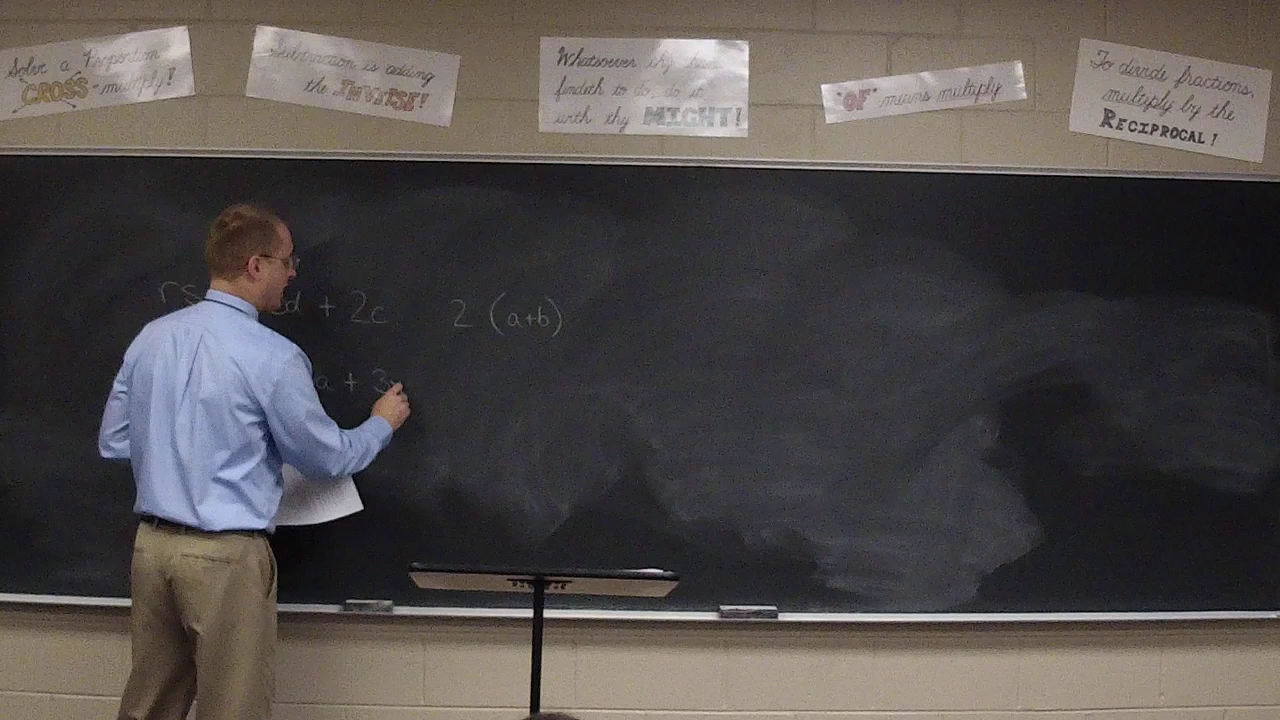 Solve a Proportion
CROSS-multiply!
Subtraction is adding
the INVERSE!
Whatsoever thy hand
findeth to do, do it
with thy MIGHT!
"OF" means multiply
To divide fractions,
multiply by the
RECIPROCAL!
rs d + 2c
2 (a+b)
a + 3